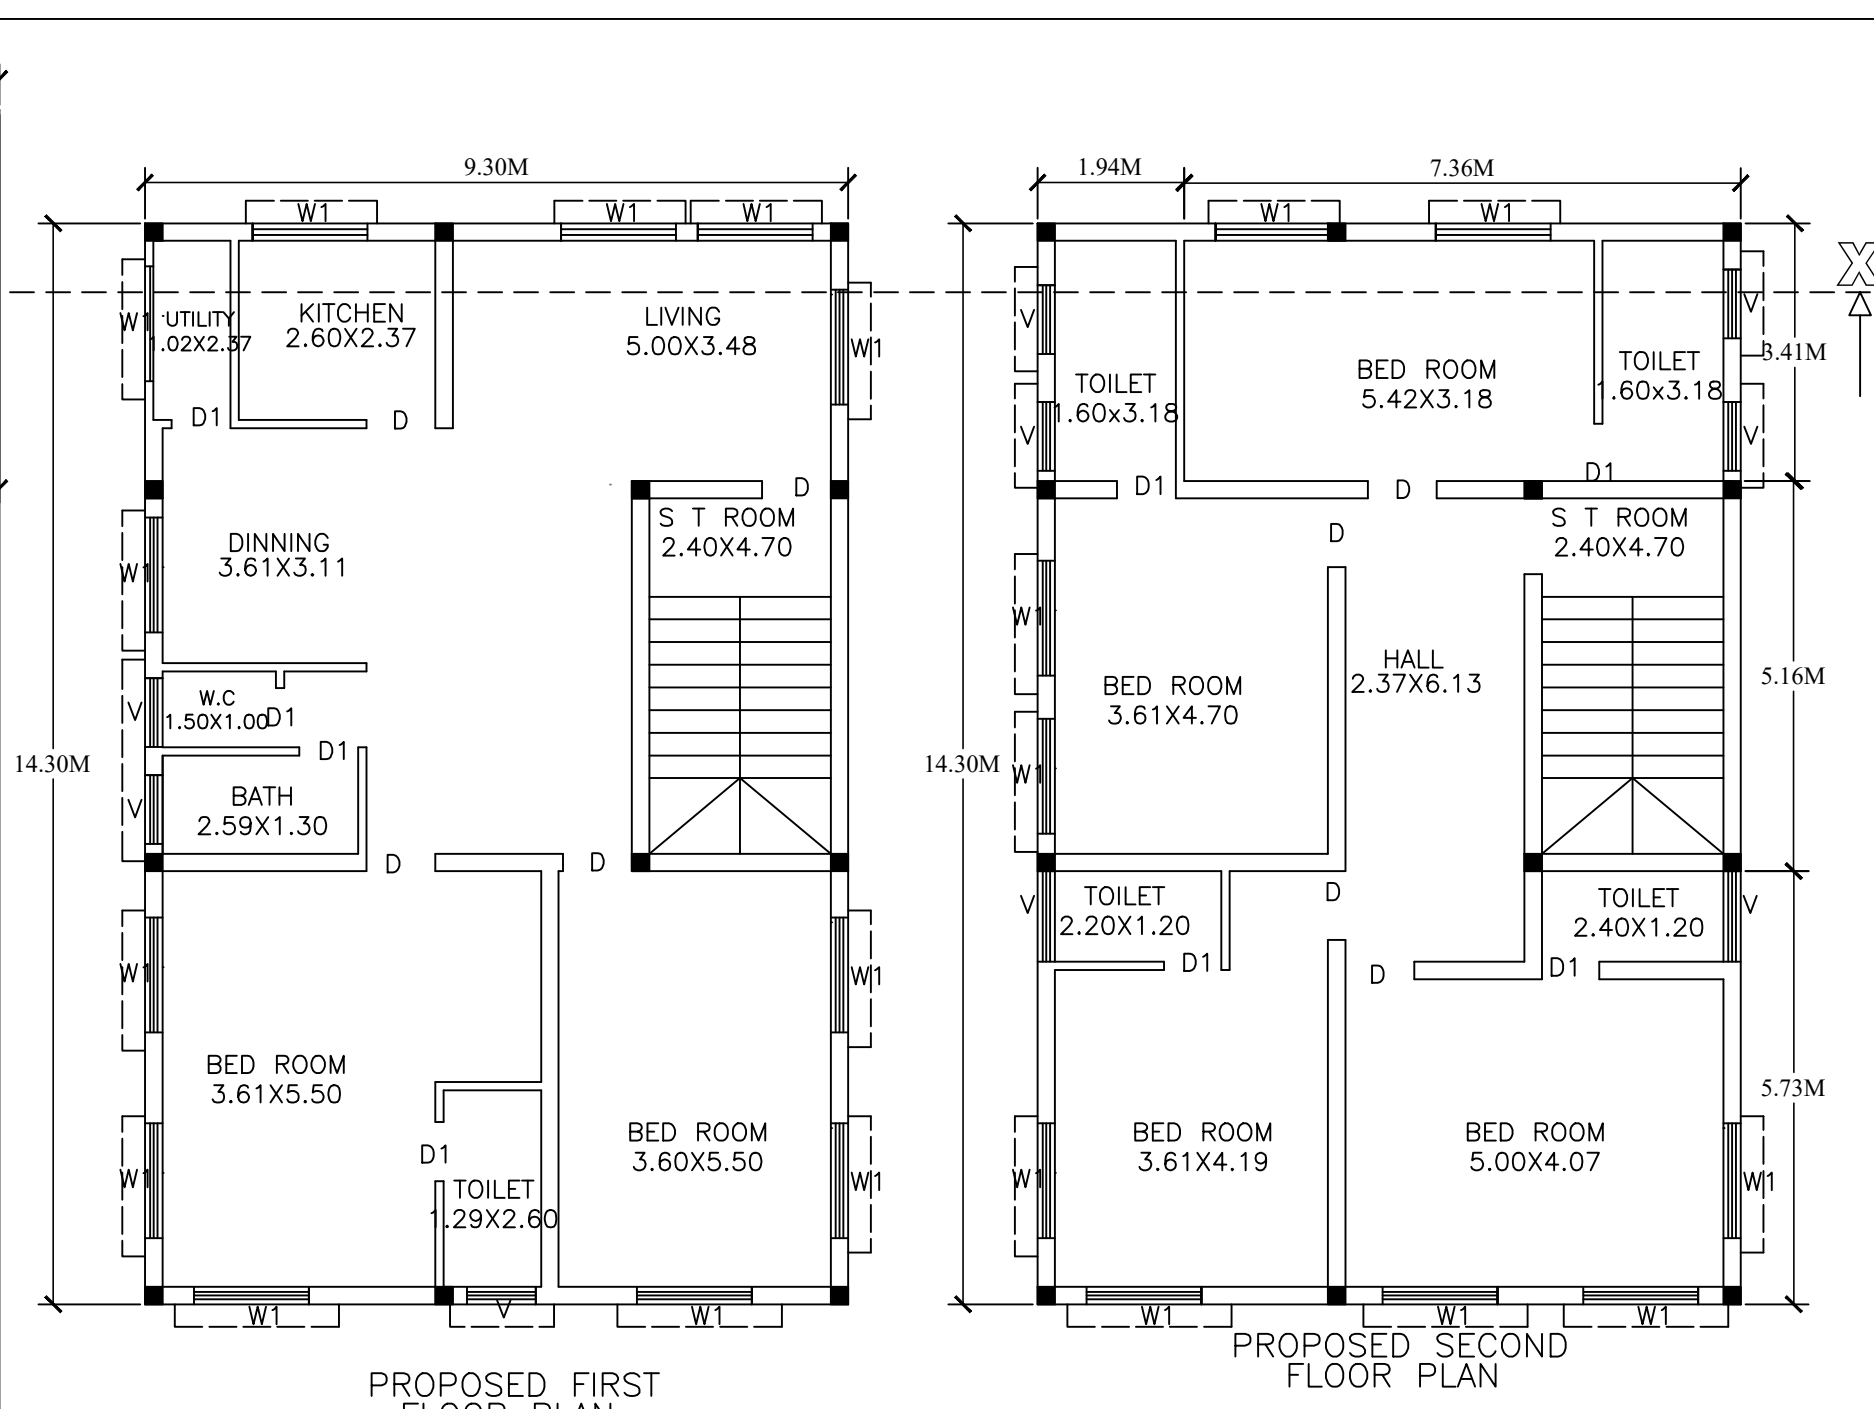 9.30M
W1
W1
W1
W1
UTILITY
1.02X2.37
KITCHEN
2.60X2.37
LIVING
5.00X3.48
W1
D1
D
D
S T ROOM
2.40X4.70
W1
DINNING
3.61X3.11
V
W.C
1.50X1.00
D1
D1
14.30M
V
BATH
2.59X1.30
D
D
W1
W1
BED ROOM
3.61X5.50
BED ROOM
3.60X5.50
D1
W1
TOILET
1.29X2.60
W1
W1
V
W1
PROPOSED FIRST
FLOOR PLAN
1.94M
7.36M
W1
W1
X
V
V
TOILET
1.60x3.18
BED ROOM
5.42X3.18
TOILET
1.60x3.18
3.41M
V
V
D1
D
D1
D
S T ROOM
2.40X4.70
W1
HALL
2.37X6.13
BED ROOM
3.61X4.70
5.16M
W1
14.30M
V
TOILET
2.20X1.20
D
TOILET
2.40X1.20
V
D1
D
D1
5.73M
BED ROOM
3.61X4.19
BED ROOM
5.00X4.07
W1
W1
W1
W1
W1
PROPOSED SECOND
FLOOR PLAN